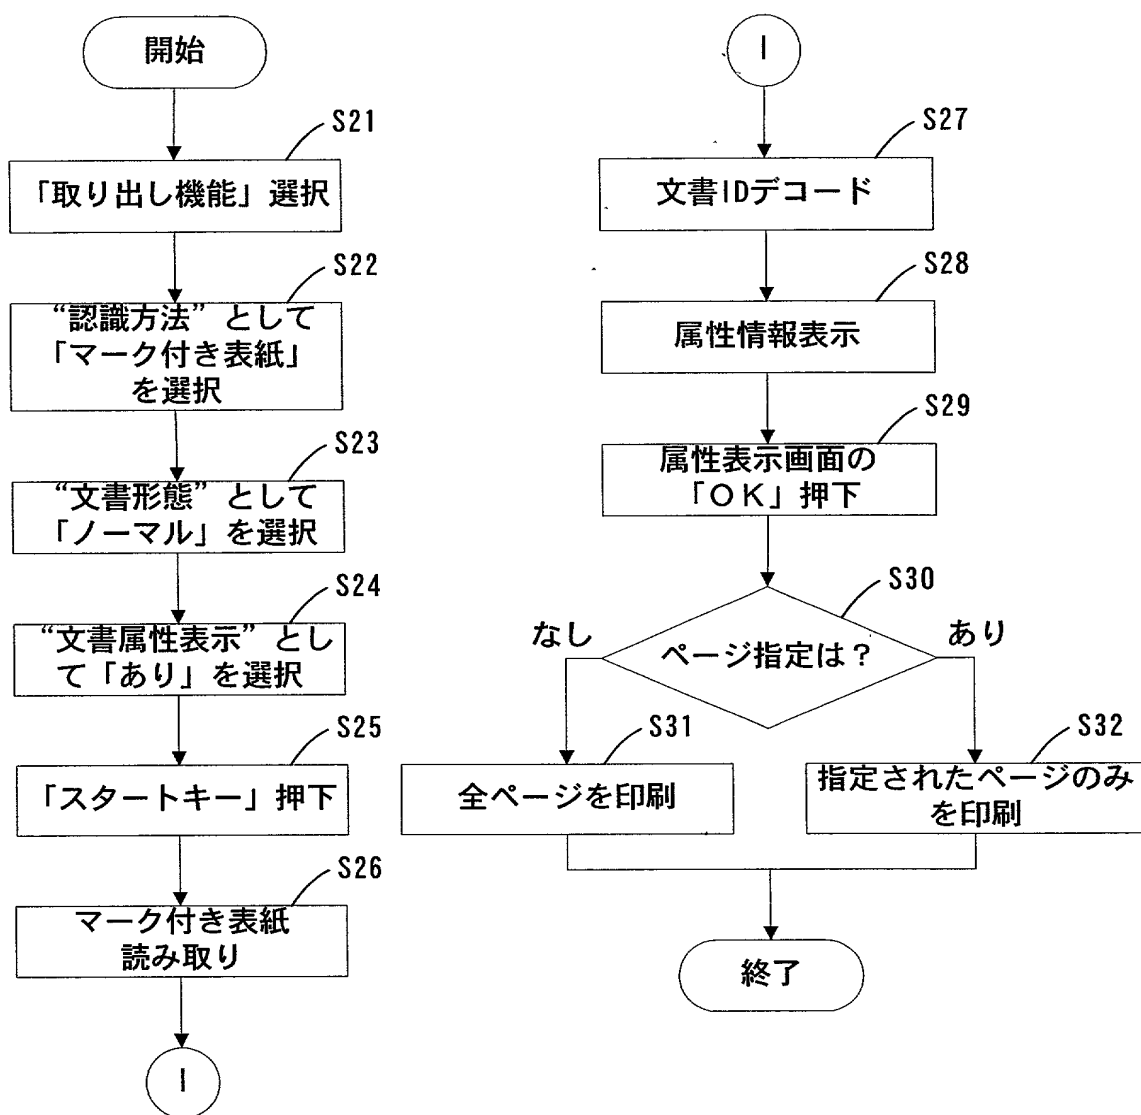 開始
S21
「取り出し機能」選択
S22
“認識方法”として
「マーク付き表紙」
を選択
S23
“文書形態”として
「ノーマル」を選択
S24
“文書属性表示”とし
て「あり」を選択
S25
「スタートキー」押下
S26
マーク付き表紙
読み取り
I
I
S27
文書IDデコード
S28
属性情報表示
S29
属性表示画面の
「OK」押下
S30
ページ指定は？
なし
あり
S31
全ページを印刷
S32
指定されたページのみ
を印刷
終了